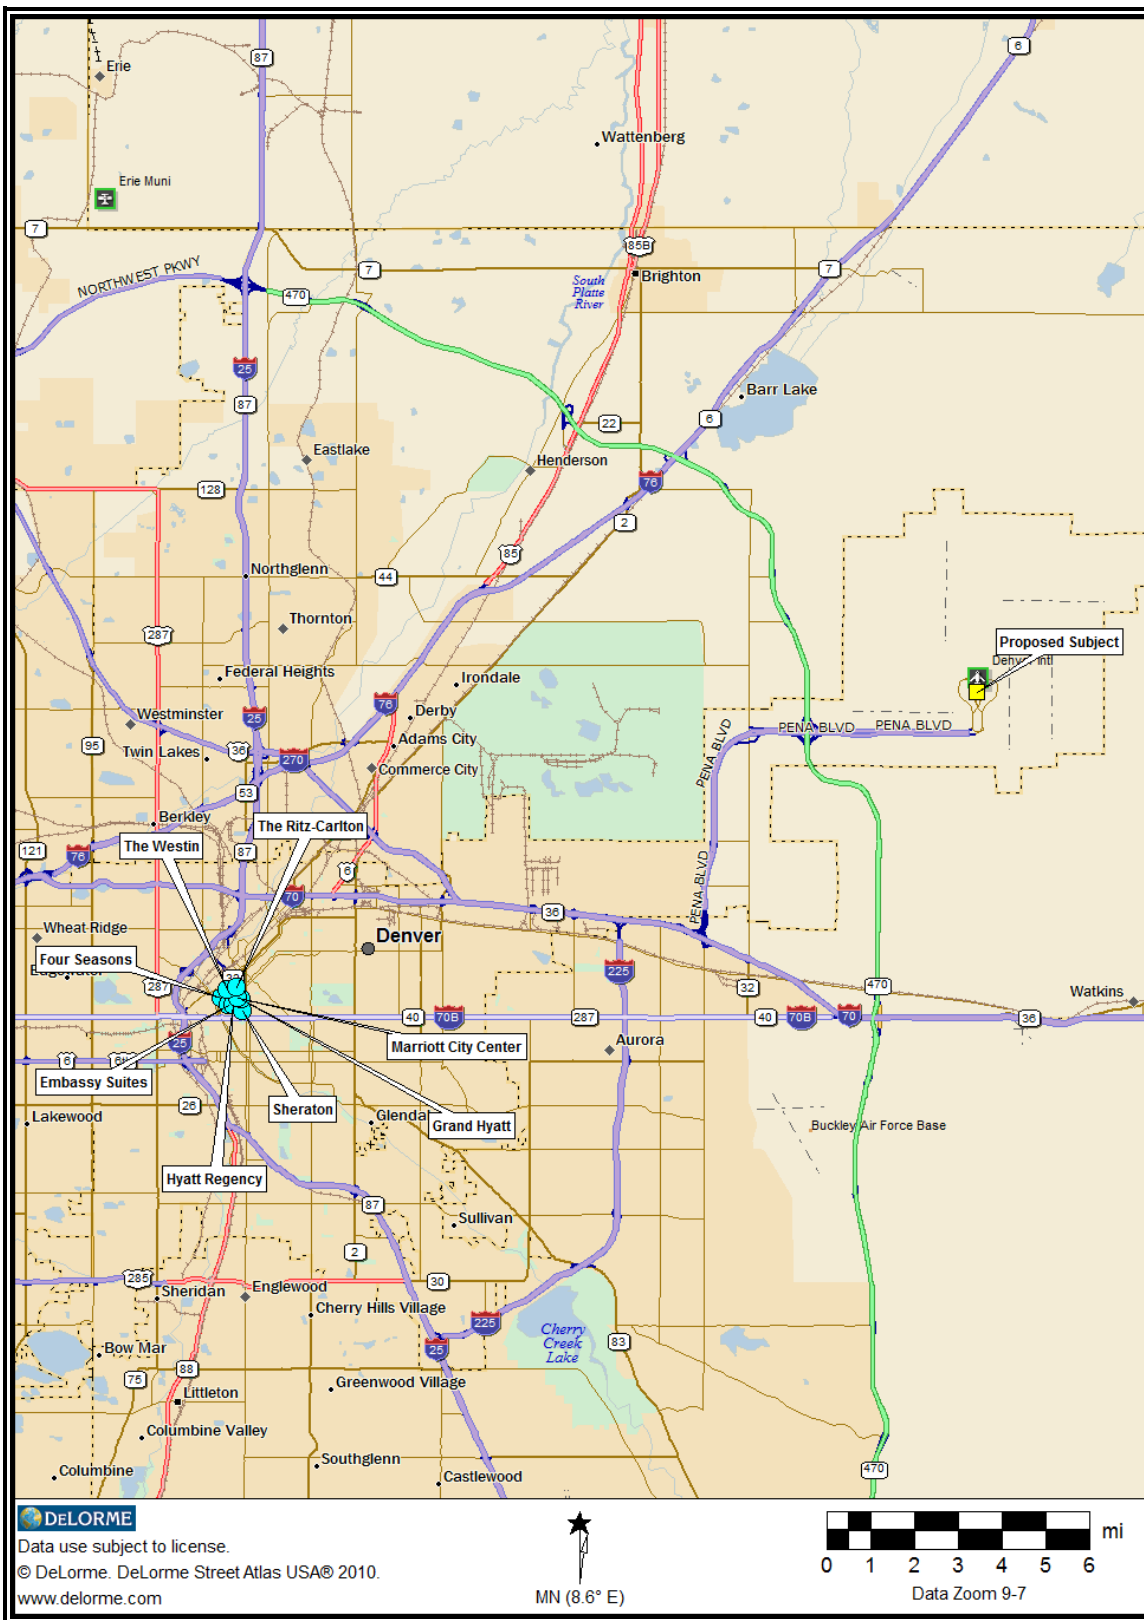 87
6
Erie
Wattenberg
Erie Muni
7
85B
7
7
NORTHWEST PKWY
470
South
Platte
River
Brighton
25
87
Barr Lake
6
22
Eastlake
Henderson
76
128
2
85
Northglenn
44
Thornton
287
Proposed Subject
Federal Heights
Irondale
76
Westminster
25
Derby
PENA BLVD
PENA BLVD
PENA BLVD
95
36
Adams City
Twin Lakes
270
Commerce City
53
Berkley
The Ritz-Carlton
The Westin
121
76
87
6
PENA BLVD
70
36
Wheat Ridge
Denver
Four Seasons
225
287
32
470
Watkins
40
70B
287
40
70B
70
36
Marriott City Center
Aurora
25
6
Embassy Suites
26
Sheraton
Lakewood
Grand Hyatt
Buckley Air Force Base
Hyatt Regency
87
Sullivan
2
285
30
Sheridan
Englewood
Cherry Hills Village
225
Cherry
Creek
Lake
83
25
Bow Mar
88
75
Greenwood Village
Littleton
Columbine Valley
Southglenn
470
Columbine
Castlewood
DELORME
Data use subject to license.
© DeLorme. DeLorme Street Atlas USA® 2010.
www.delorme.com
MN (8.6° E)
mi
0 1 2 3 4 5 6
Data Zoom 9-7